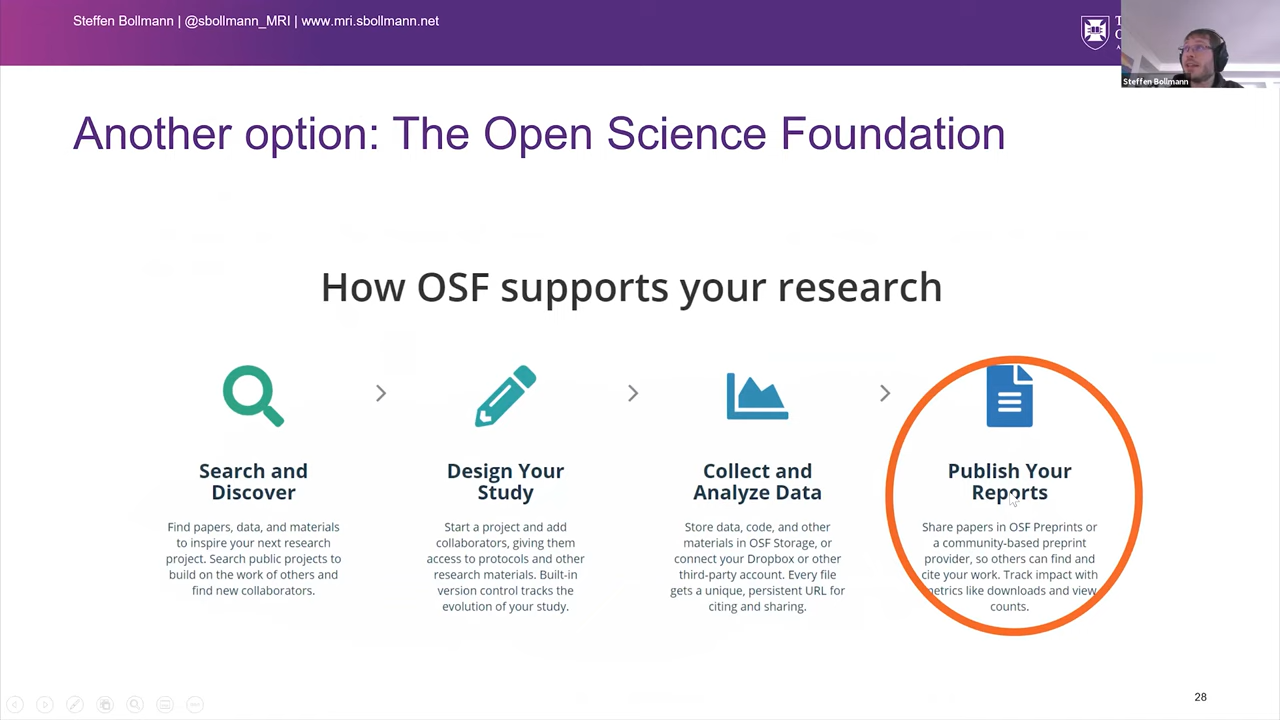 Steffen Bollmann | @sbollmann_MRI | www.mri.sbollmann.net
Steffen Bollmann
Another option: The Open Science Foundation
How OSF supports your research
Search and
Discover
Find papers, data, and materials
to inspire your next research
project. Search public projects to
build on the work of others and
find new collaborators.
Design Your
Study
Start a project and add
collaborators, giving them
access to protocols and other
research materials. Built-in
version control tracks the
evolution of your study.
Collect and
Analyze Data
Store data, code, and other
materials in OSF Storage, or
connect your Dropbox or other
third-party account. Every file
gets a unique, persistent URL for
citing and sharing.
Publish Your
Reports
Share papers in OSF Preprints or
a community-based preprint
provider, so others can find and
cite your work. Track impact with
metrics like downloads and view
counts.
28